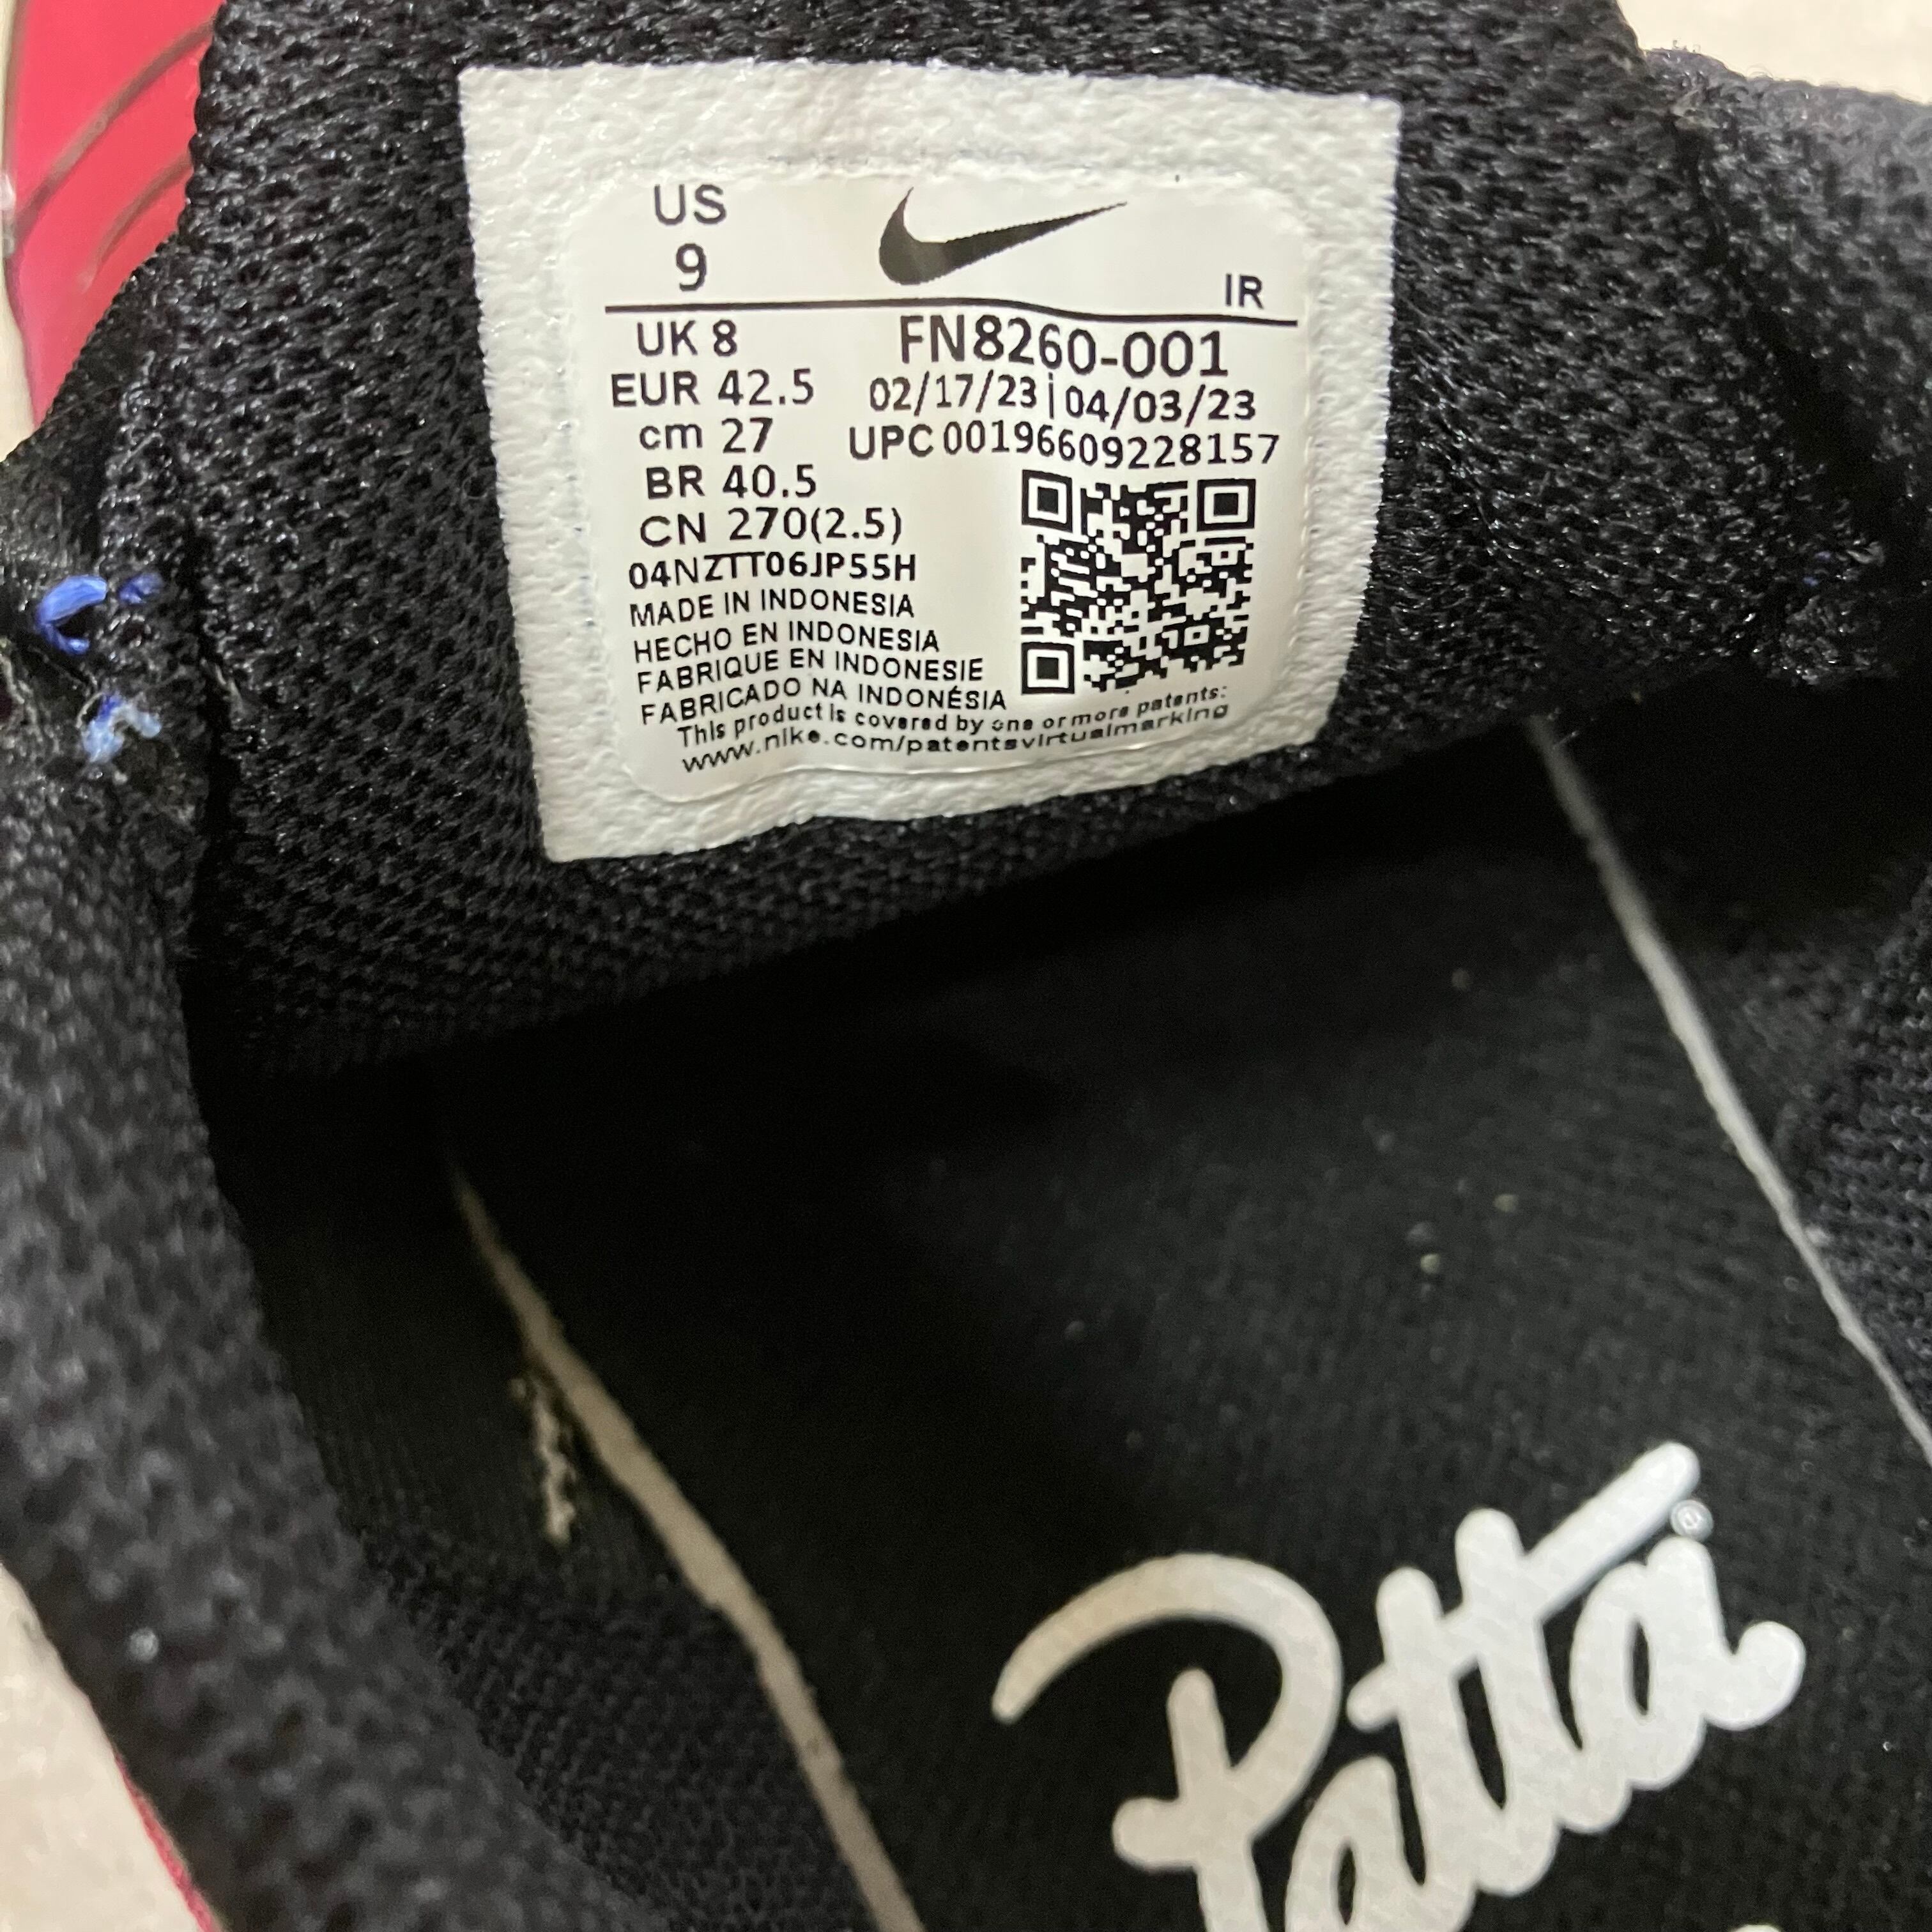 US
9
IR
UK 8
FN8260-001
EUR 42.5
02/17/23|04/03/23
cm 27
UPC 00196609228157
BR 40.5
CN 270(2.5)
04NZTT06JP55H
MADE IN INDONESIA
HECHO EN INDONESIA
FABRIQUE EN INDONESIE
FABRICADO NA INDONÉSIA
This product is covered by one or more patents:
www.nike.com/patentsvirtualmarking
Patta®